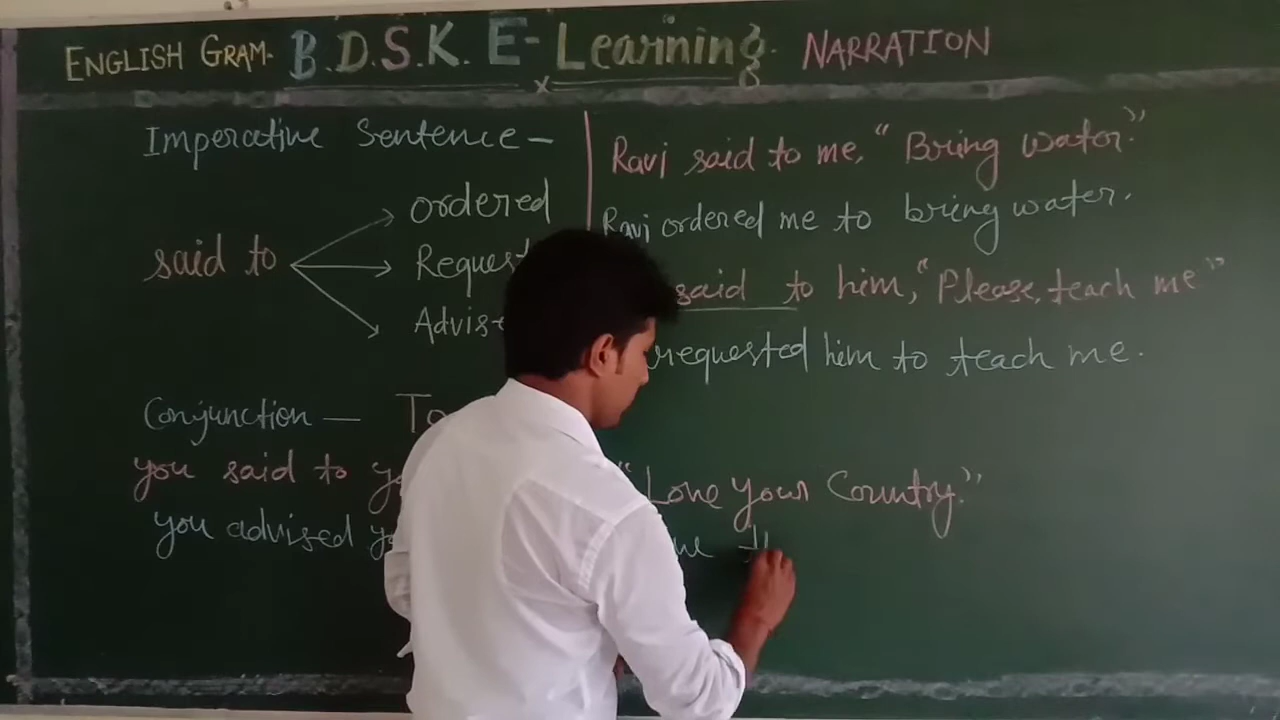 ENGLISH GRAM. B.D.S.K. E-Learning. NARRATION
Imperative Sentence -
said to
ordered
Request
Advise
Conjunction — To
you said to
you advised
Ravi said to me, "Bring water."
Ravi ordered me to bring water.
said to him, "Please, teach me"
requested him to teach me.
"Love your Country."